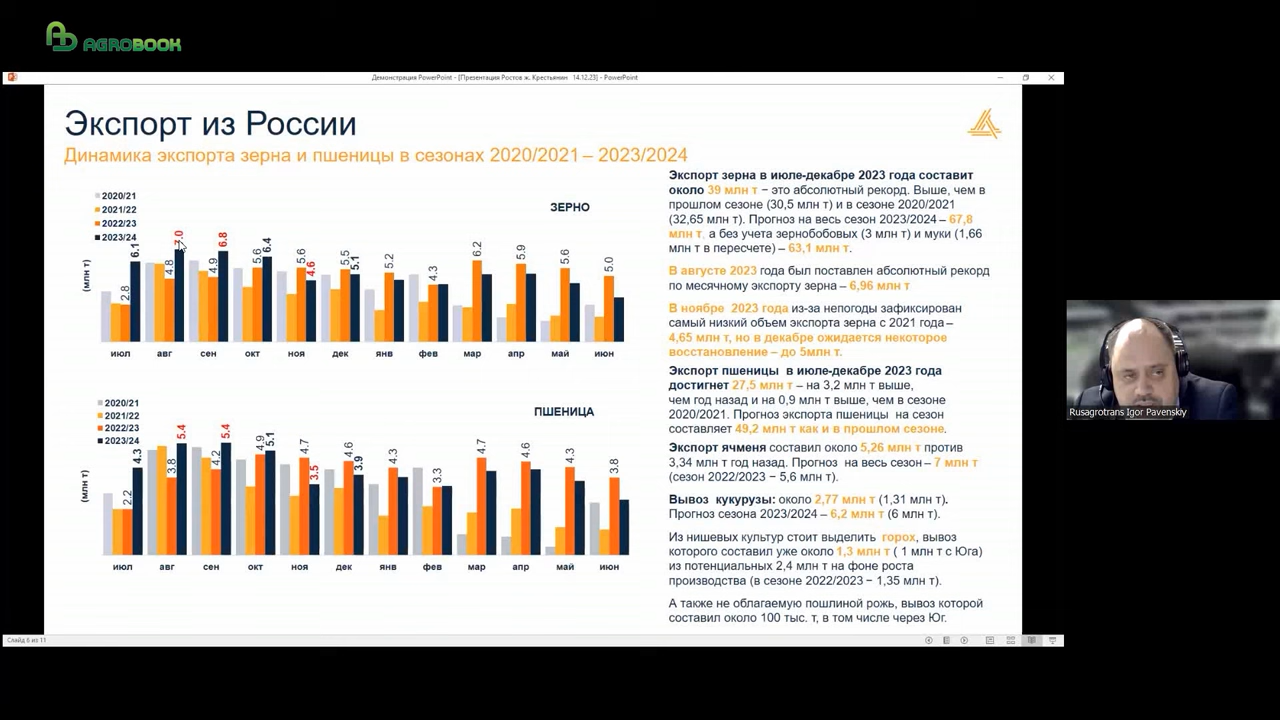 AGROBOOK
Демонстрация PowerPoint - [Презентация Ростов ж. Крестьянин 14.12.23] - PowerPoint
Экспорт из России
Динамика экспорта зерна и пшеницы в сезонах 2020/2021 – 2023/2024
2020/21
2021/22
2022/23
2023/24
ЗЕРНО
(млн т)
2.8 6.1 4.8 7.0 4.9 6.8 5.6 6.4 5.6 4.6 5.5 5.1 5.2 4.3 6.2 5.9 5.6 5.0
июл авг сен окт ноя дек янв фев мар апр май июн
2020/21
2021/22
2022/23
2023/24
ПШЕНИЦА
(млн т)
2.2 4.3 3.8 5.4 4.2 5.4 4.9 5.1 4.7 3.5 4.6 3.9 4.3 3.3 4.7 4.6 4.3 3.8
июл авг сен окт ноя дек янв фев мар апр май июн
Экспорт зерна в июле-декабре 2023 года составит
около 39 млн т − это абсолютный рекорд. Выше, чем в
прошлом сезоне (30,5 млн т) и в сезоне 2020/2021
(32,65 млн т). Прогноз на весь сезон 2023/2024 – 67,8
млн т, а без учета зернобобовых (3 млн т) и муки (1,66
млн т в пересчете) – 63,1 млн т.
В августе 2023 года был поставлен абсолютный рекорд
по месячному экспорту зерна – 6,96 млн т
В ноябре 2023 года из-за непогоды зафиксирован
самый низкий объем экспорта зерна с 2021 года –
4,65 млн т, но в декабре ожидается некоторое
восстановление – до 5млн т.
Экспорт пшеницы в июле-декабре 2023 года
достигнет 27,5 млн т – на 3,2 млн т выше,
чем год назад и на 0,9 млн т выше, чем в сезоне
2020/2021. Прогноз экспорта пшеницы на сезон
составляет 49,2 млн т как и в прошлом сезоне.
Экспорт ячменя составил около 5,26 млн т против
3,34 млн т год назад. Прогноз на весь сезон – 7 млн т
(сезон 2022/2023 − 5,6 млн т).
Вывоз кукурузы: около 2,77 млн т (1,31 млн т).
Прогноз сезона 2023/2024 – 6,2 млн т (6 млн т).
Из нишевых культур стоит выделить горох, вывоз
которого составил уже около 1,3 млн т ( 1 млн т с Юга)
из потенциальных 2,4 млн т на фоне роста
производства (в сезоне 2022/2023 − 1,35 млн т).
А также не облагаемую пошлиной рожь, вывоз которой
составил около 100 тыс. т, в том числе через Юг.
Слайд 6 из 11
Rusagrotrans Igor Pavenskiy